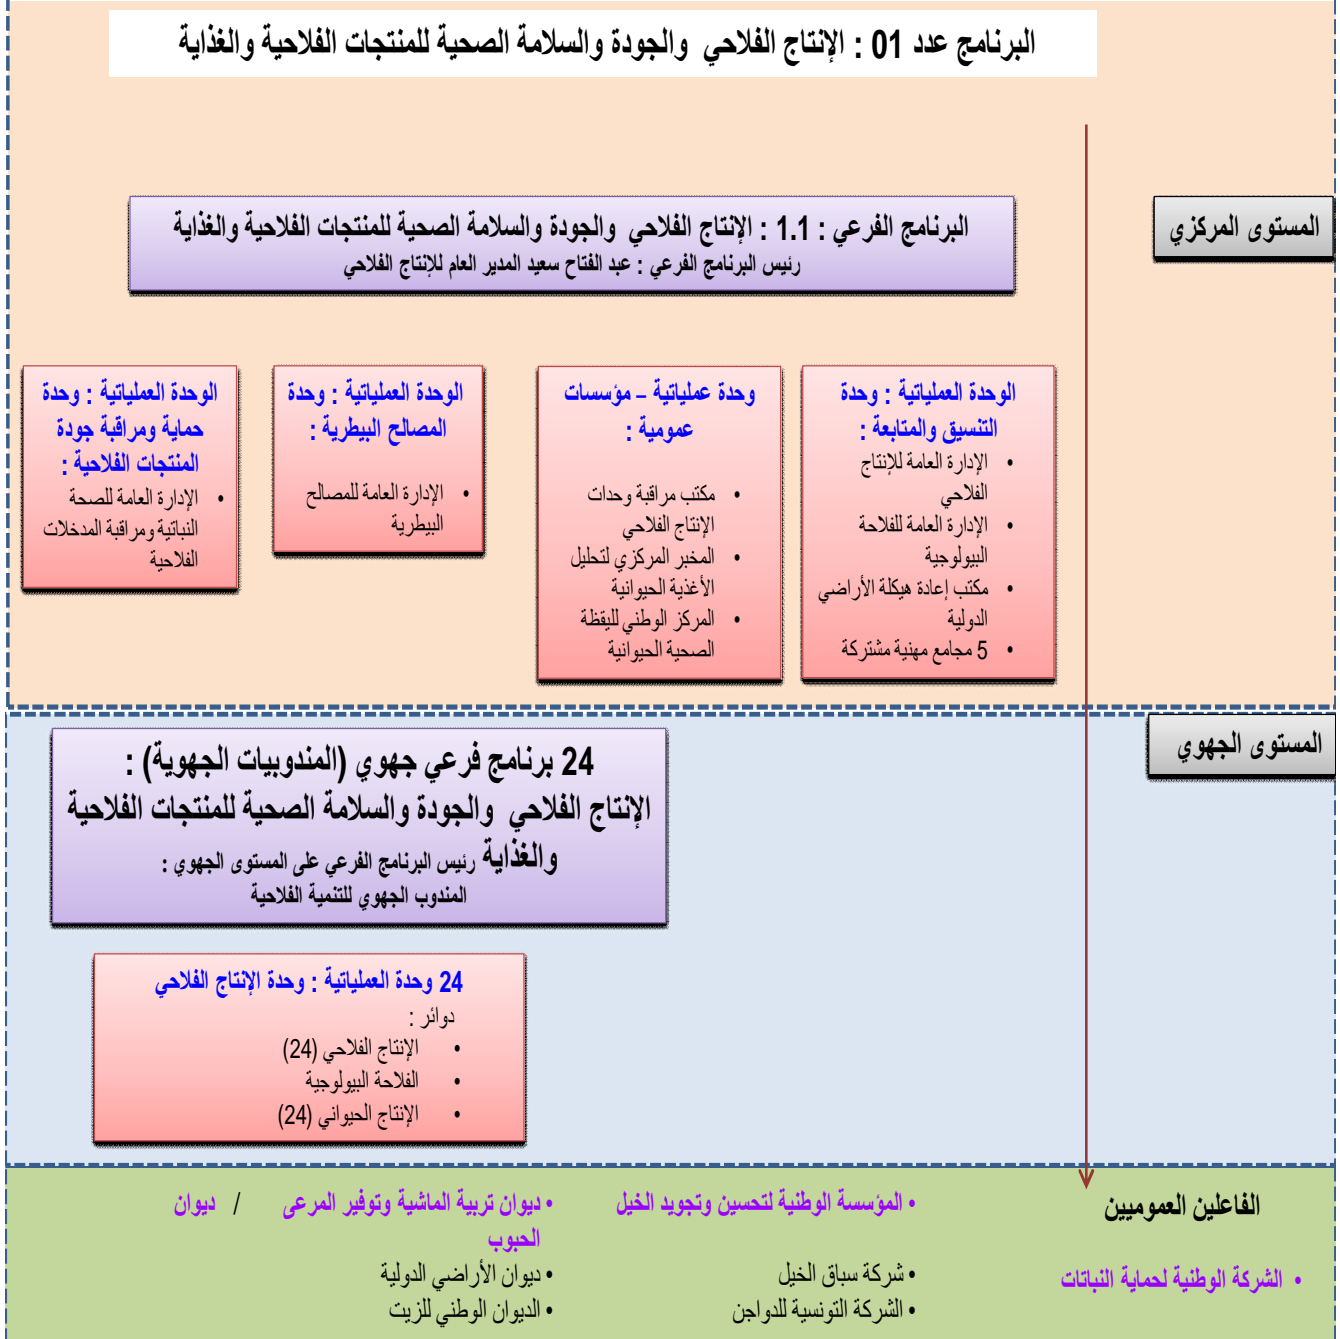 البرنامج عدد 01 : الإنتاج الفلاحي والجودة والسلامة الصحية للمنتجات الفلاحية والغذاية
المستوى المركزي
البرنامج الفرعي : 1.1 : الإنتاج الفلاحي والجودة والسلامة الصحية للمنتجات الفلاحية والغذاية
رئيس البرنامج الفرعي : عبد الفتاح سعيد المدير العام للإنتاج الفلاحي
الوحدة العملياتية : وحدة
التنسيق والمتابعة :
• الإدارة العامة للإنتاج
الفلاحي
• الإدارة العامة للفلاحة
البيولوجية
• مكتب إعادة هيكلة الأراضي
الدولية
• 5 مجامع مهنية مشتركة
وحدة عملياتية – مؤسسات
عمومية :
• مكتب مراقبة وحدات
الإنتاج الفلاحي
• المخبر المركزي لتحليل
الأغذية الحيوانية
• المركز الوطني لليقظة
الصحية الحيوانية
الوحدة العملياتية : وحدة
المصالح البيطرية :
• الإدارة العامة للمصالح
البيطرية
الوحدة العملياتية : وحدة
حماية ومراقبة جودة
المنتجات الفلاحية :
• الإدارة العامة للصحة
النباتية ومراقبة المدخلات
الفلاحية
المستوى الجهوي
24 برنامج فرعي جهوي (المندوبيات الجهوية) :
الإنتاج الفلاحي والجودة والسلامة الصحية للمنتجات الفلاحية
والغذاية رئيس البرنامج الفرعي على المستوى الجهوي :
المندوب الجهوي للتنمية الفلاحية
24 وحدة العملياتية : وحدة الإنتاج الفلاحي
دوائر :
• الإنتاج الفلاحي (24)
• الفلاحة البيولوجية
• الإنتاج الحيواني (24)
الفاعلين العموميين
• الشركة الوطنية لحماية النباتات
• المؤسسة الوطنية لتحسين وتجويد الخيل
• شركة سباق الخيل
• الشركة التونسية للدواجن
• ديوان تربية الماشية وتوفير المرعى / ديوان
الحبوب
• ديوان الأراضي الدولية
• الديوان الوطني للزيت